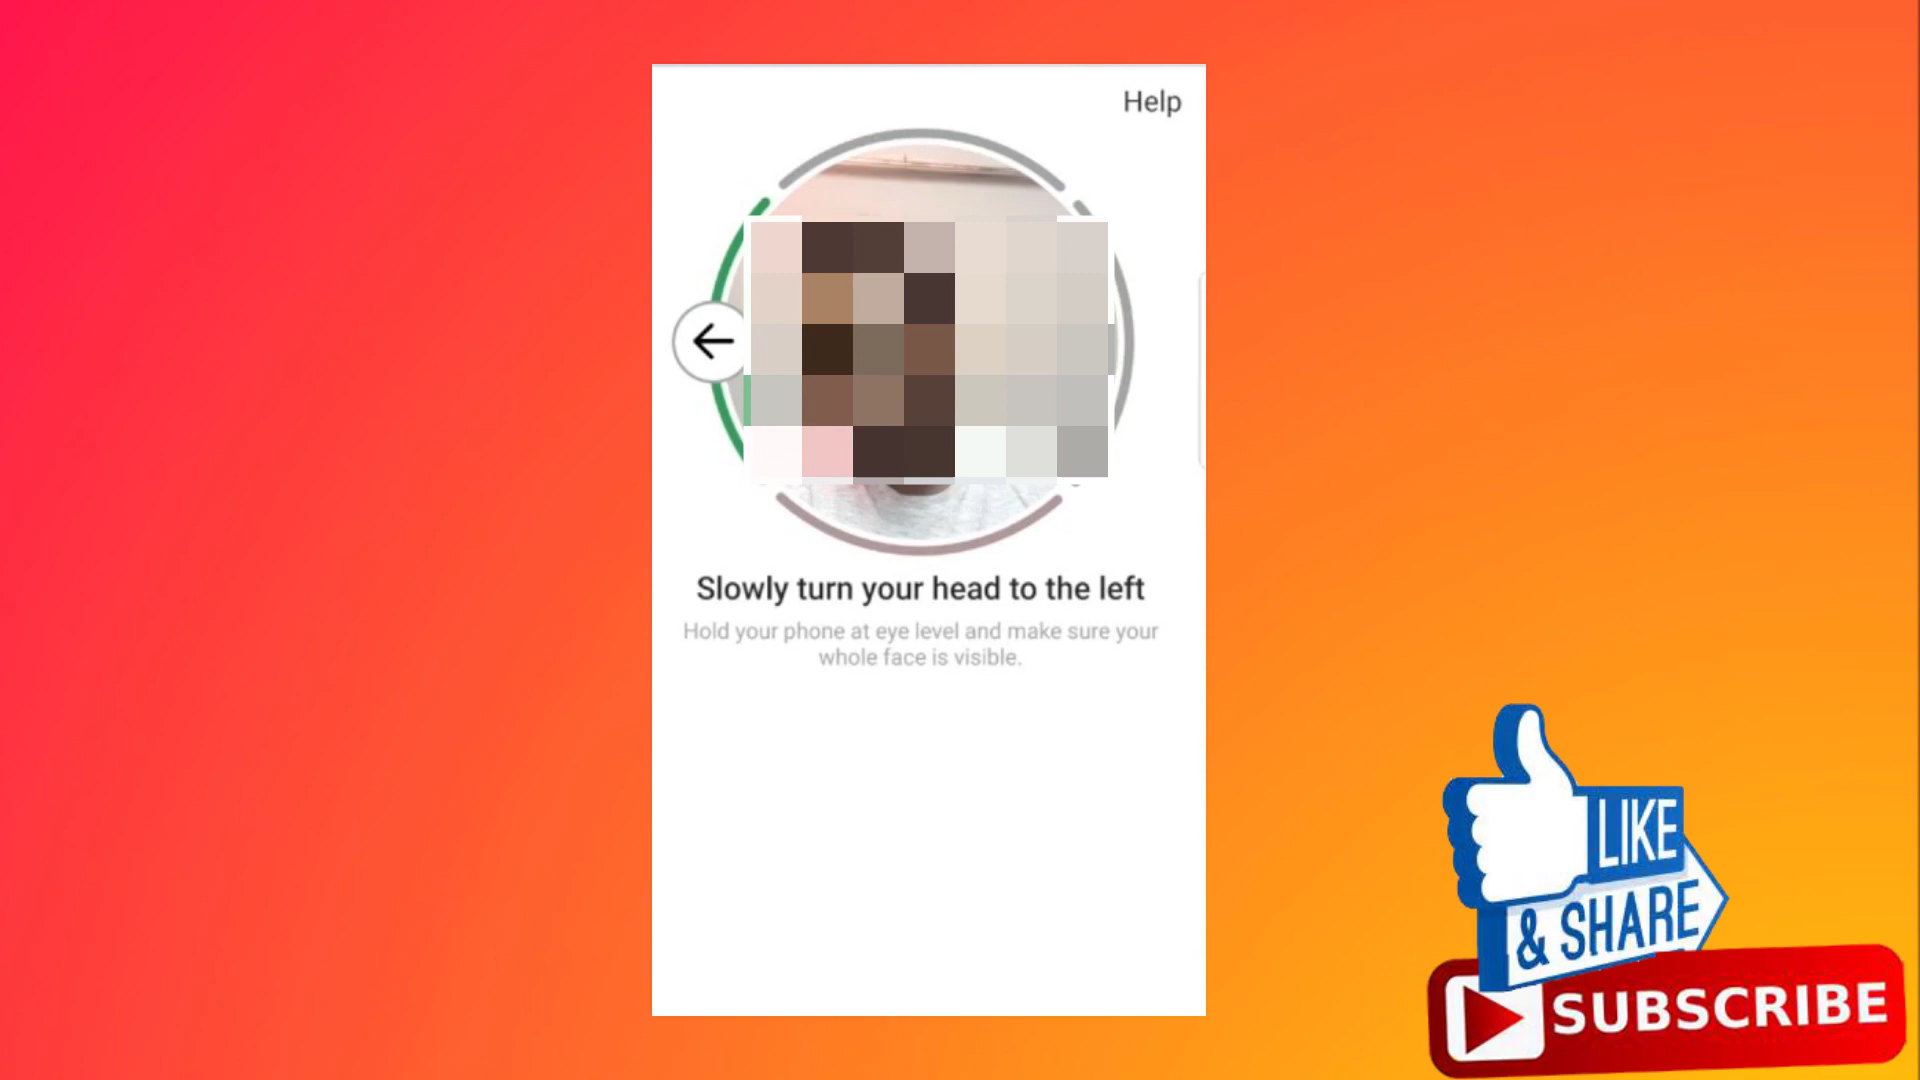 Help
Slowly turn your head to the left
Hold your phone at eye level and make sure your
whole face is visible.
LIKE
& SHARE
SUBSCRIBE